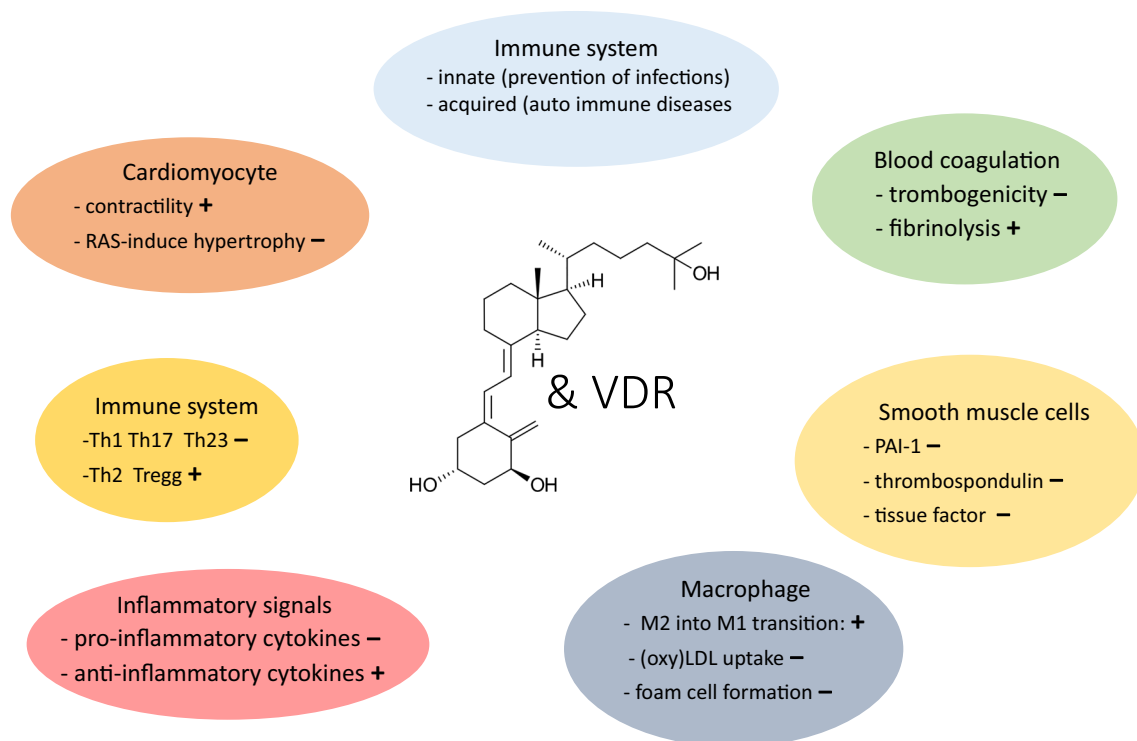 Immune system
- innate (prevention of infections)
- acquired (auto immune diseases
Cardiomyocyte
- contractility +
- RAS-induce hypertrophy –
Blood coagulation
- trombogenicity –
- fibrinolysis +
OH
H
H
& VDR
HO
OH
Immune system
-Th1 Th17 Th23 –
-Th2 Tregg +
Smooth muscle cells
- PAI-1 –
- thrombospondulin –
- tissue factor –
Inflammatory signals
- pro-inflammatory cytokines –
- anti-inflammatory cytokines +
Macrophage
- M2 into M1 transition: +
- (oxy)LDL uptake –
- foam cell formation –